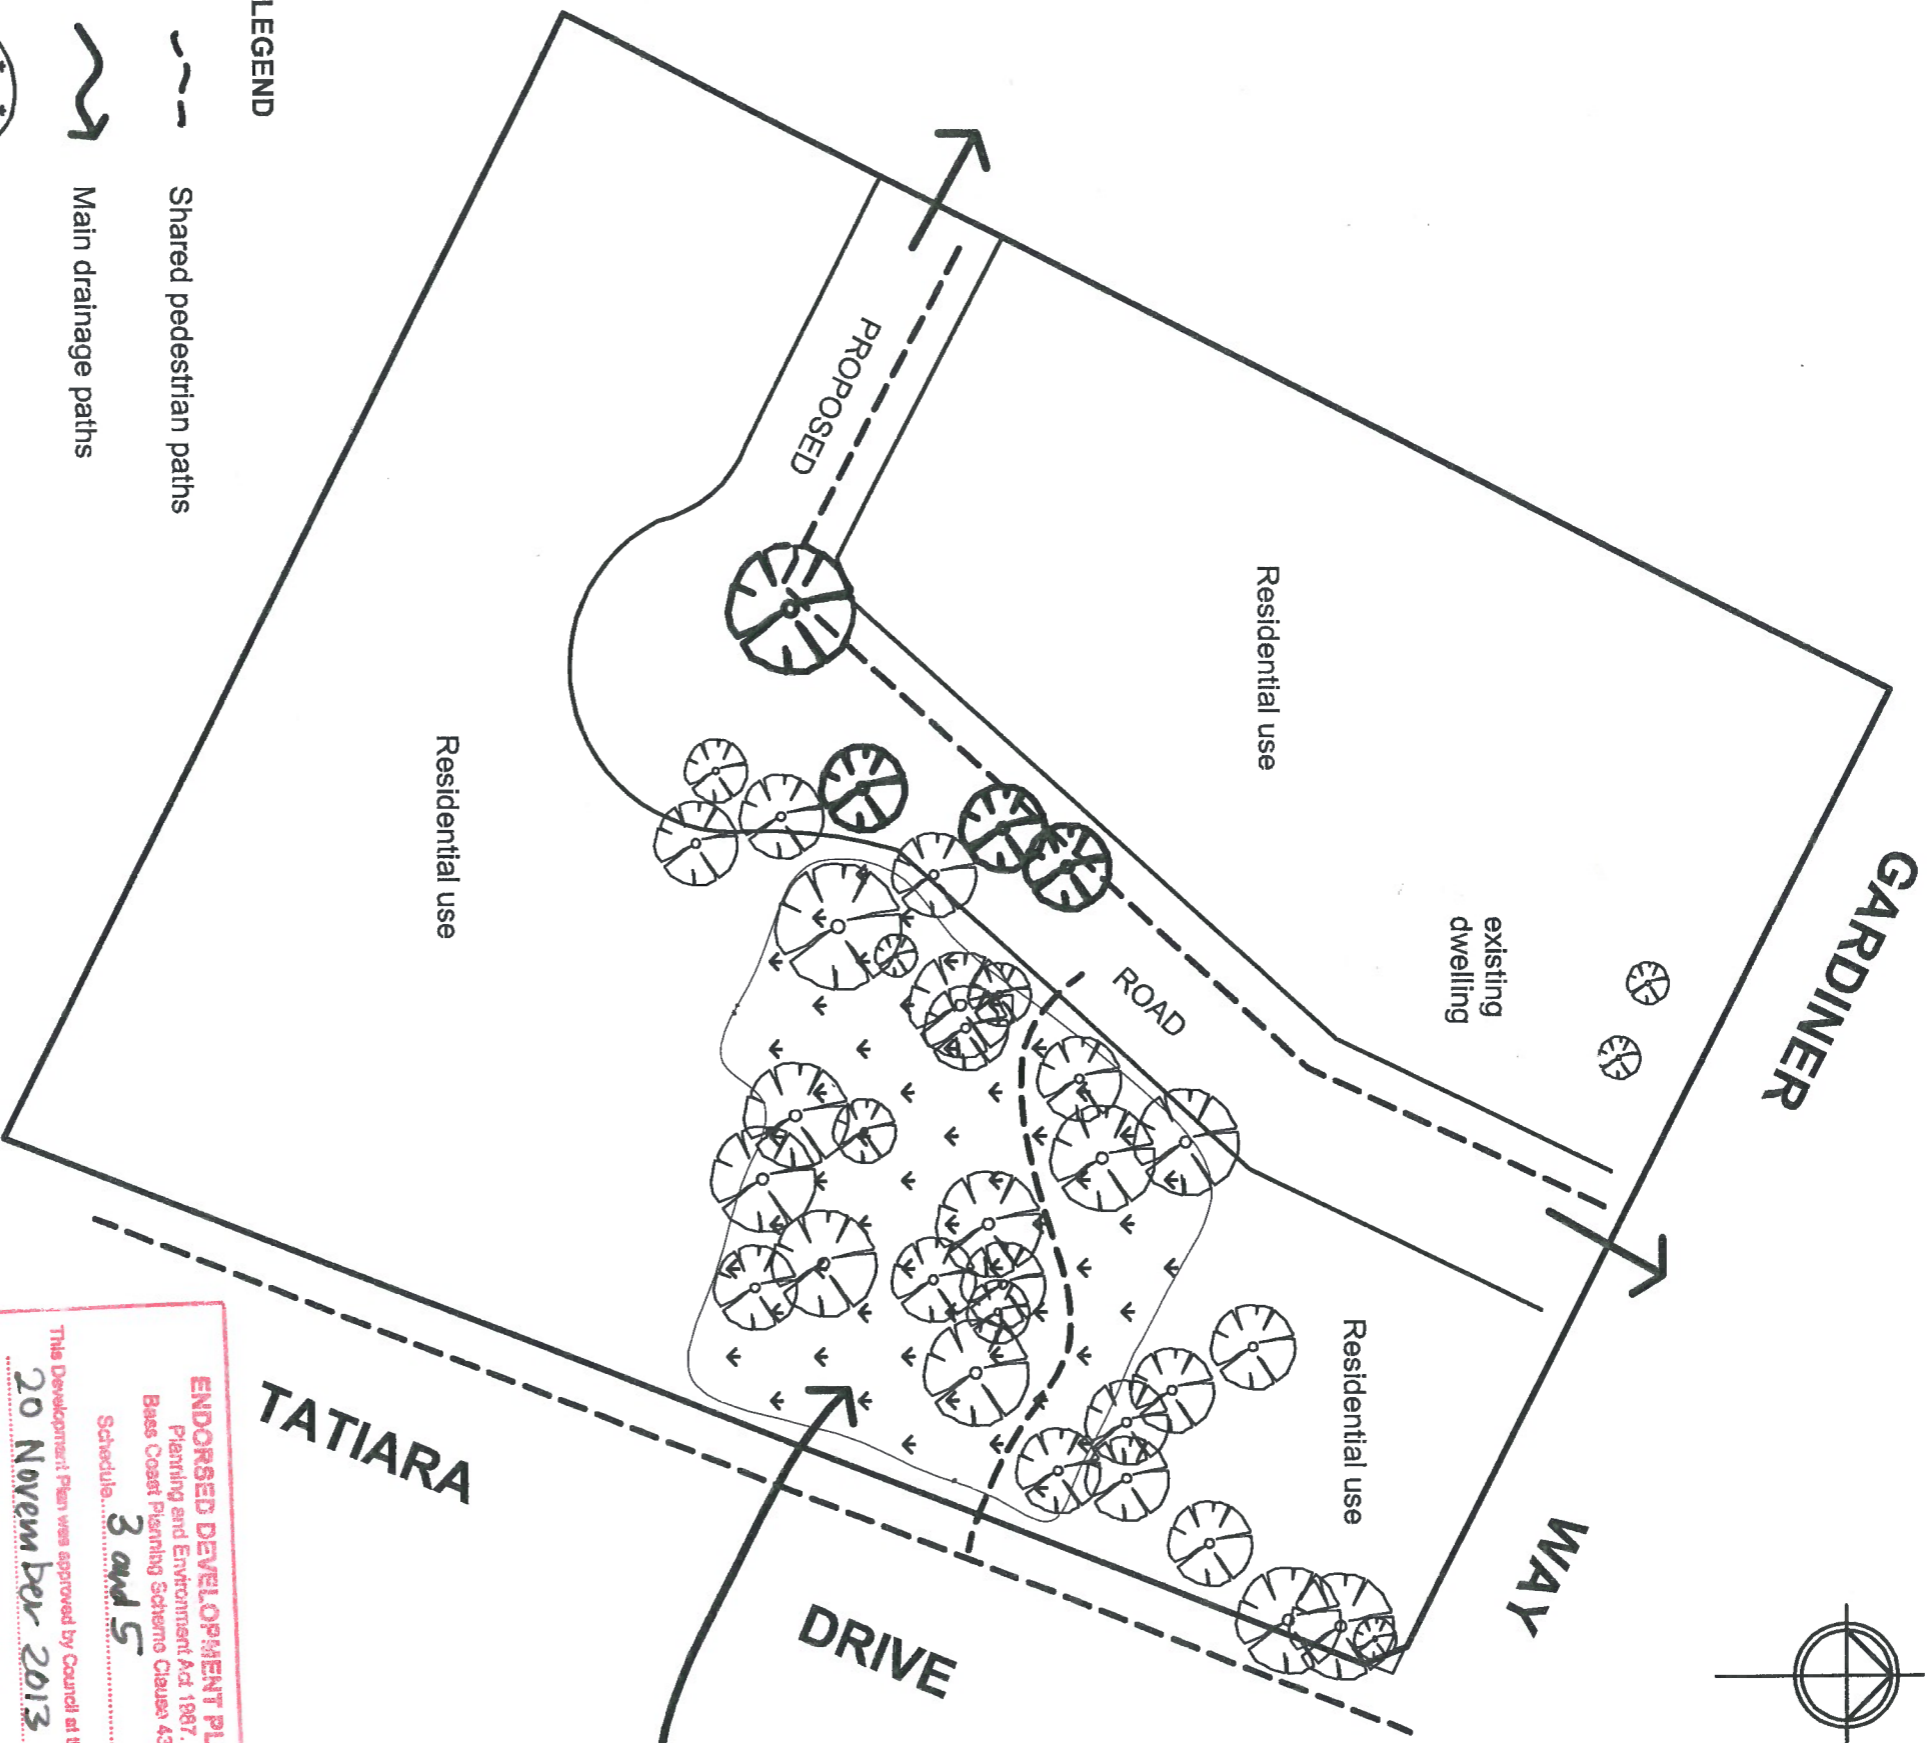 GARDINER
WAY
existing
dwelling
Residential use
Residential use
Residential use
PROPOSED
ROAD
TATIARA
DRIVE
LEGEND
Shared pedestrian paths
Main drainage paths
ENDORSED DEVELOPMENT PL
Planning and Environment Act 1987.
Bass Coast Planning Scheme Clause 43
Schedule 3 and 5
This Development Plan was approved by Council at t
20 November 2013